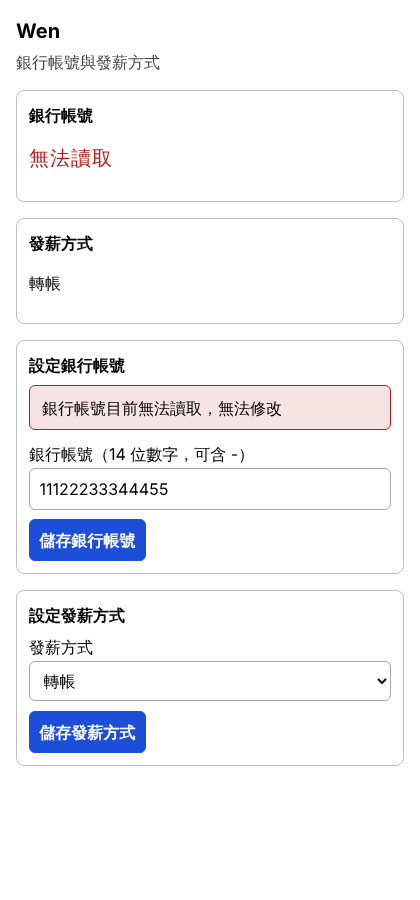 Wen
銀行帳號與發薪方式
銀行帳號
無法讀取
發薪方式
轉帳
設定銀行帳號
銀行帳號目前無法讀取，無法修改
銀行帳號（14 位數字，可含 -）
11122233344455
儲存銀行帳號
設定發薪方式
發薪方式
轉帳
儲存發薪方式